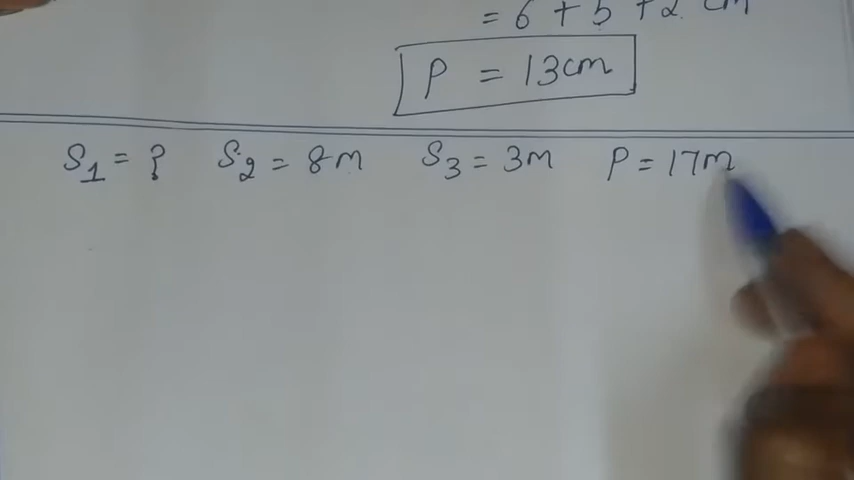 = 6 + 5 + 2 cm
P = 13cm
S1 = ? S2 = 8m S3 = 3m P = 17m